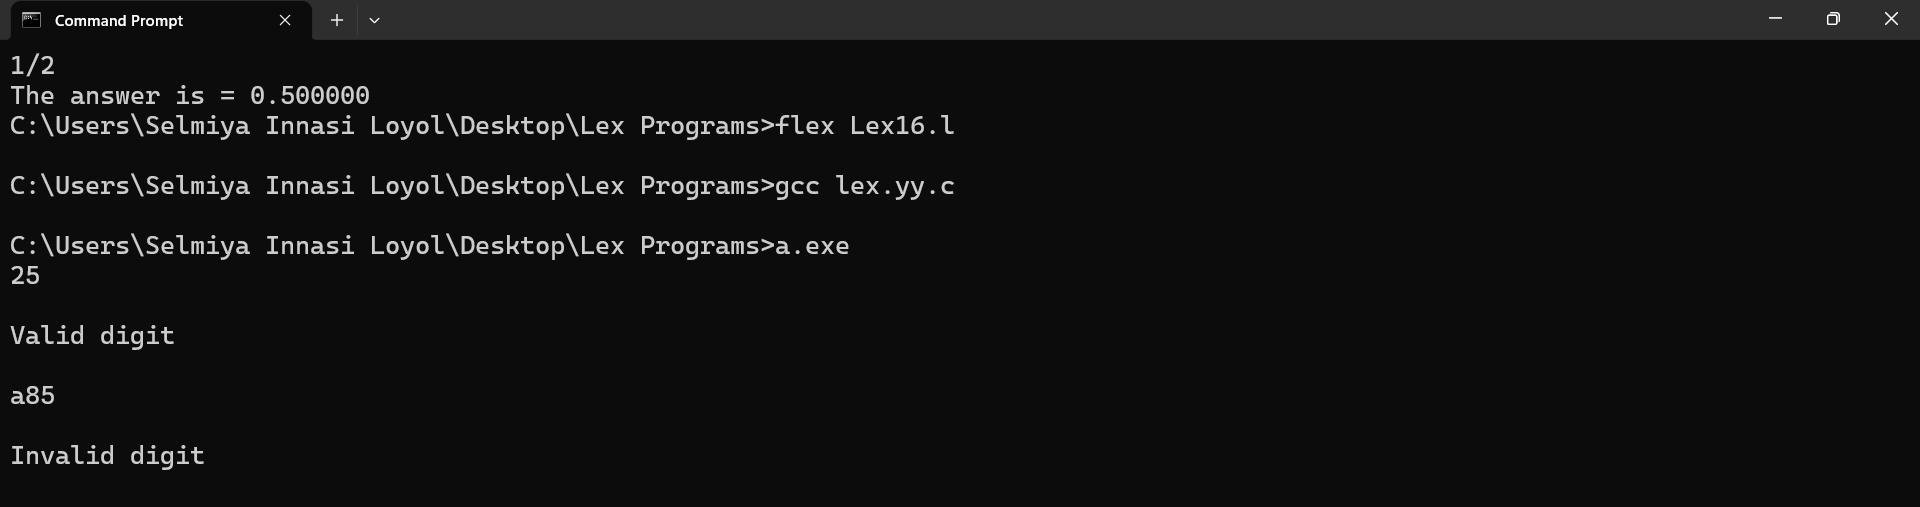 Command Prompt
1/2
The answer is = 0.500000
C:\Users\Selmiya Innasi Loyol\Desktop\Lex Programs>flex Lex16.l
C:\Users\Selmiya Innasi Loyol\Desktop\Lex Programs>gcc lex.yy.c
C:\Users\Selmiya Innasi Loyol\Desktop\Lex Programs>a.exe
25
Valid digit
a85
Invalid digit